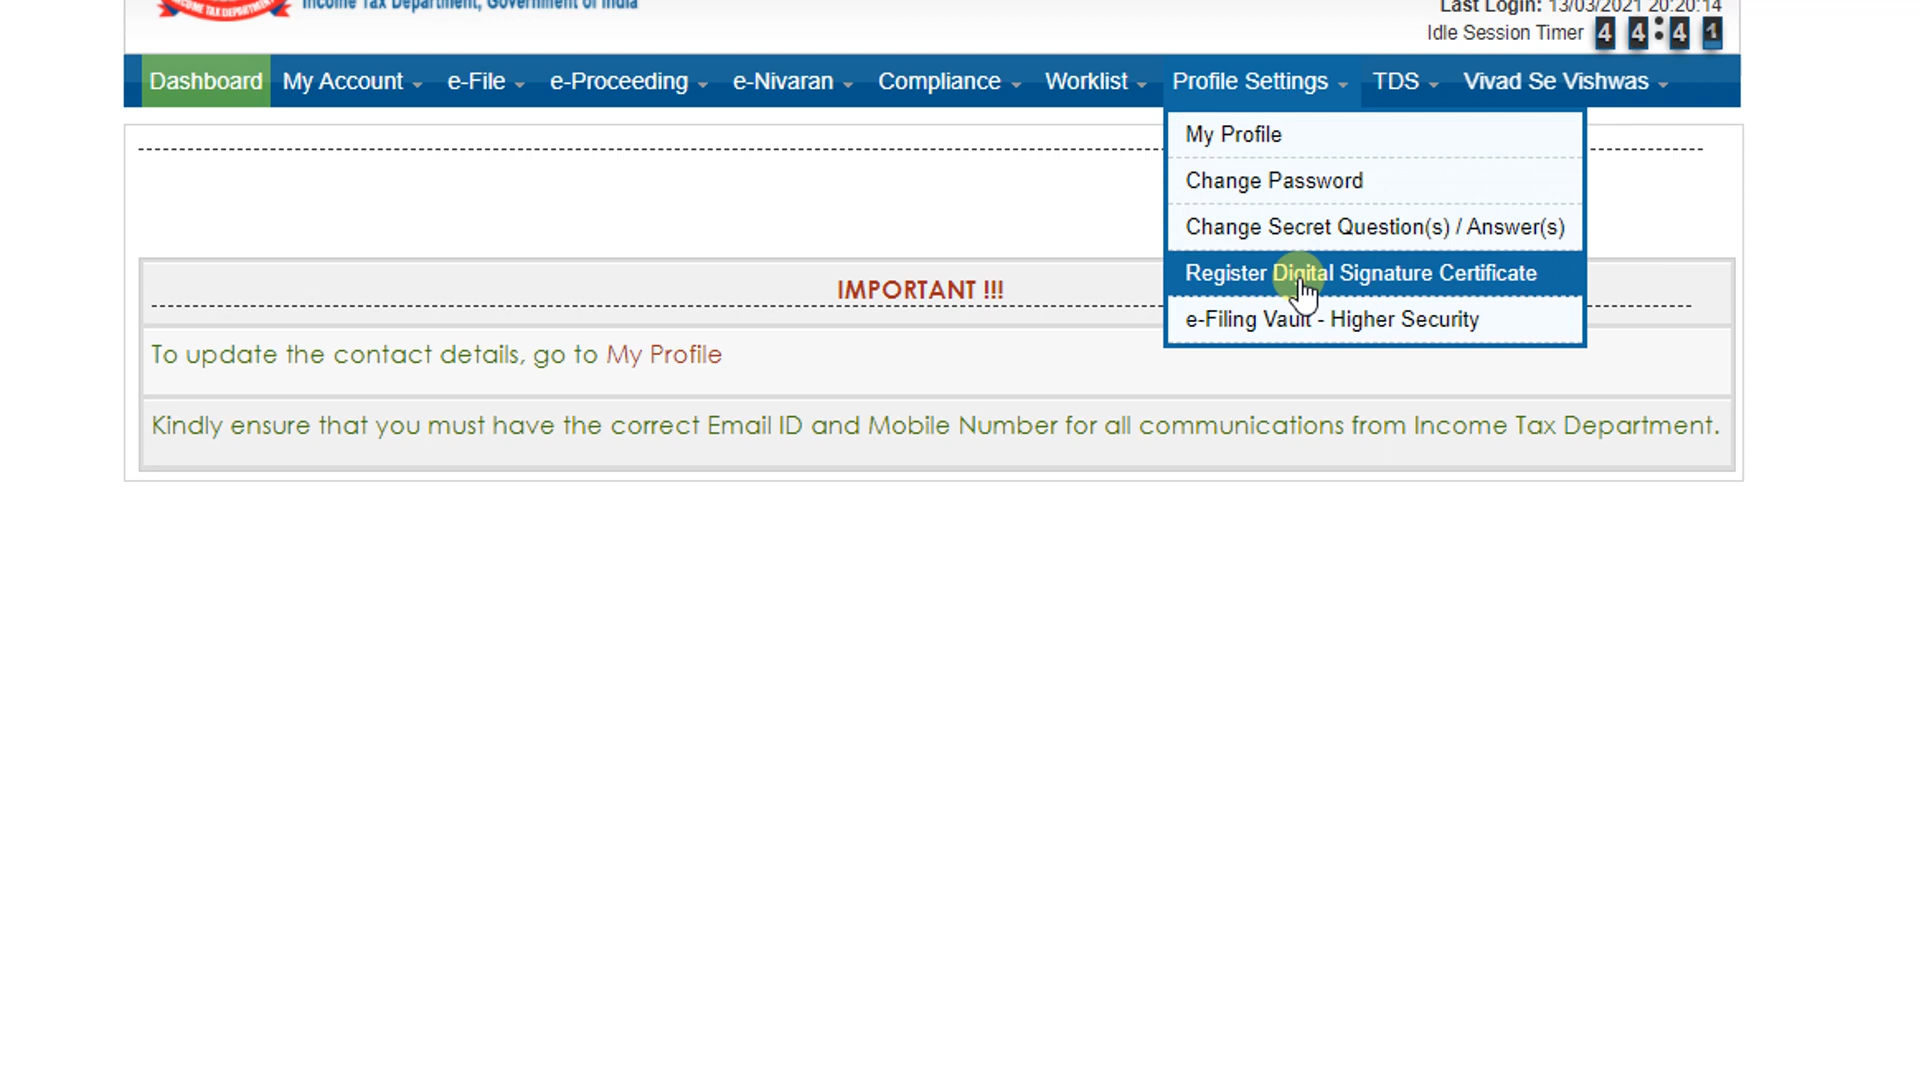 INCOME TAX DEPARTMENT
Income Tax Department, Government of India
Last Login: 13/03/2021 20:20:14
Idle Session Timer 4 4 : 4 1
Dashboard My Account e-File e-Proceeding e-Nivaran Compliance Worklist Profile Settings TDS Vivad Se Vishwas
My Profile
Change Password
Change Secret Question(s) / Answer(s)
Register Digital Signature Certificate
e-Filing Vault - Higher Security
IMPORTANT !!!
To update the contact details, go to My Profile
Kindly ensure that you must have the correct Email ID and Mobile Number for all communications from Income Tax Department.